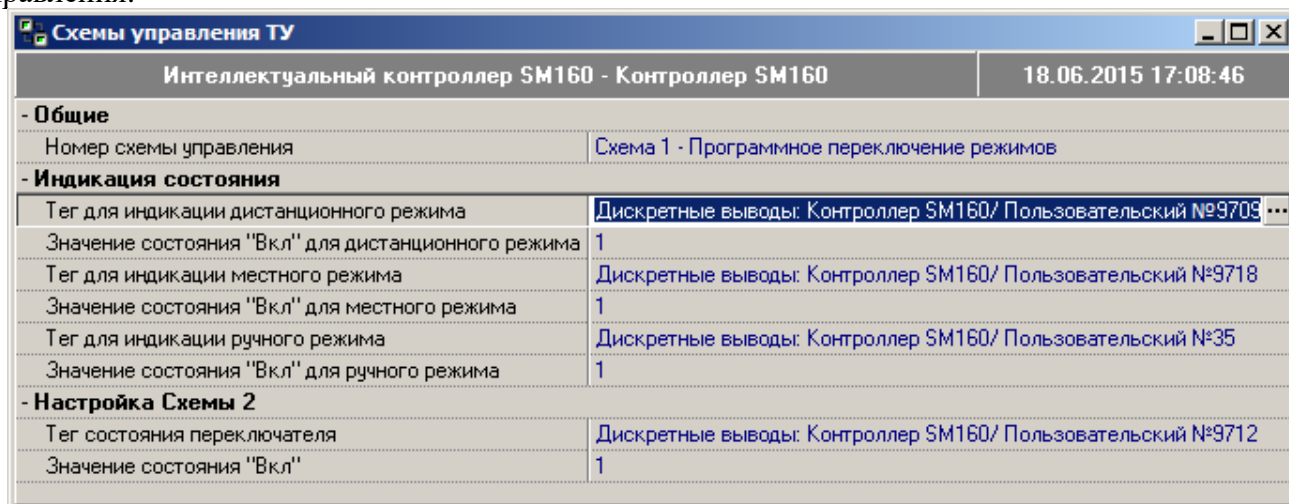 Схемы управления ТУ
Интеллектуальный контроллер SM160 - Контроллер SM160 18.06.2015 17:08:46
- Общие
Номер схемы управления Схема 1 - Программное переключение режимов
- Индикация состояния
Тег для индикации дистанционного режима Дискретные выводы: Контроллер SM160/ Пользовательский №9709 ...
Значение состояния "Вкл" для дистанционного режима 1
Тег для индикации местного режима Дискретные выводы: Контроллер SM160/ Пользовательский №9718
Значение состояния "Вкл" для местного режима 1
Тег для индикации ручного режима Дискретные выводы: Контроллер SM160/ Пользовательский №35
Значение состояния "Вкл" для ручного режима 1
- Настройка Схемы 2
Тег состояния переключателя Дискретные выводы: Контроллер SM160/ Пользовательский №9712
Значение состояния "Вкл" 1